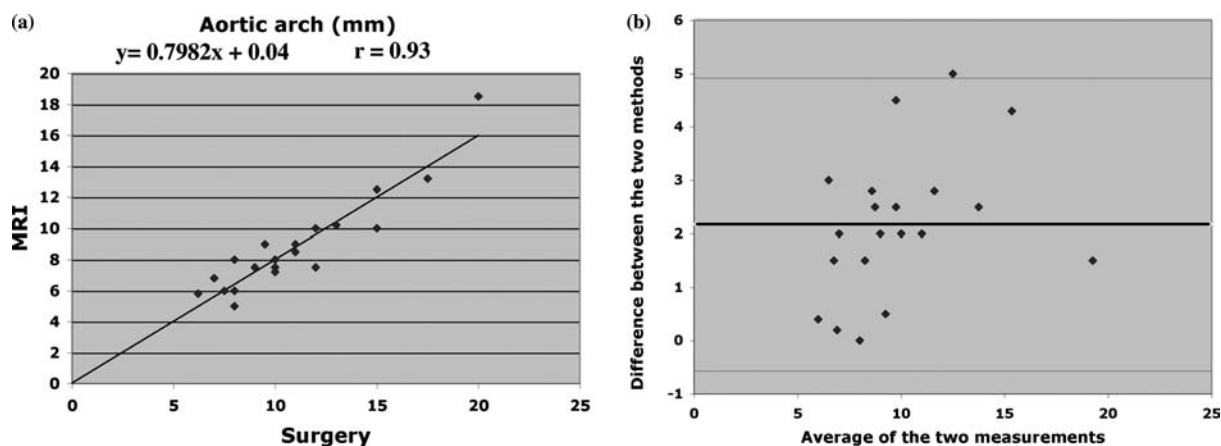 (a)
Aortic arch (mm)
y= 0.7982x + 0.04 r = 0.93
MRI
20
18
16
14
12
10
8
6
4
2
0
0 5 10 15 20 25
Surgery
(b)
Difference between the two methods
6
5
4
3
2
1
0
-1
5 10 15 20 25
Average of the two measurements